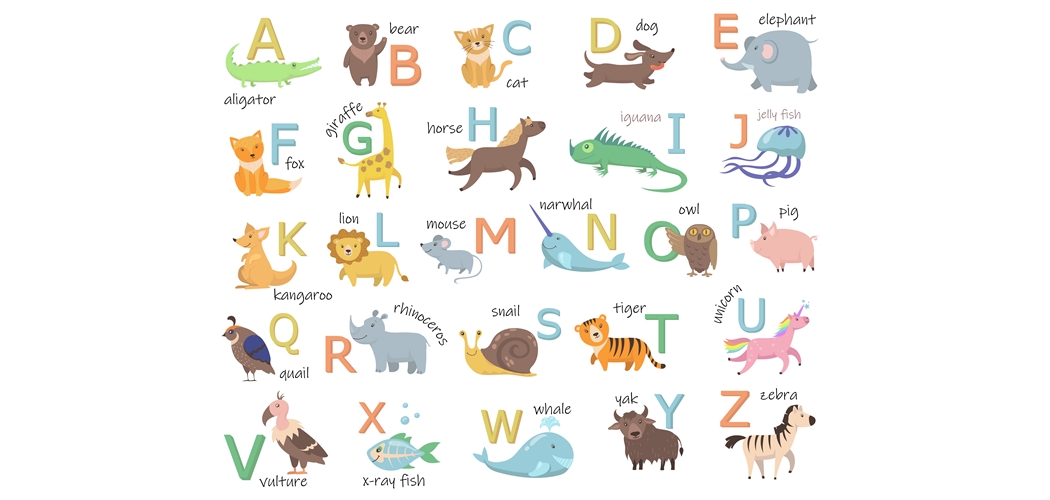 A
aligator
bear
B
C
cat
D
dog
E
elephant
F
fox
giraffe
G
horse
H
iguana
I
J
jelly fish
K
kangaroo
lion
L
mouse
M
narwhal
N
O
owl
P
pig
Q
quail
R
rhinoceros
snail
S
tiger
T
unicorn
U
V
vulture
X
x-ray fish
W
whale
yak
Y
Z
zebra